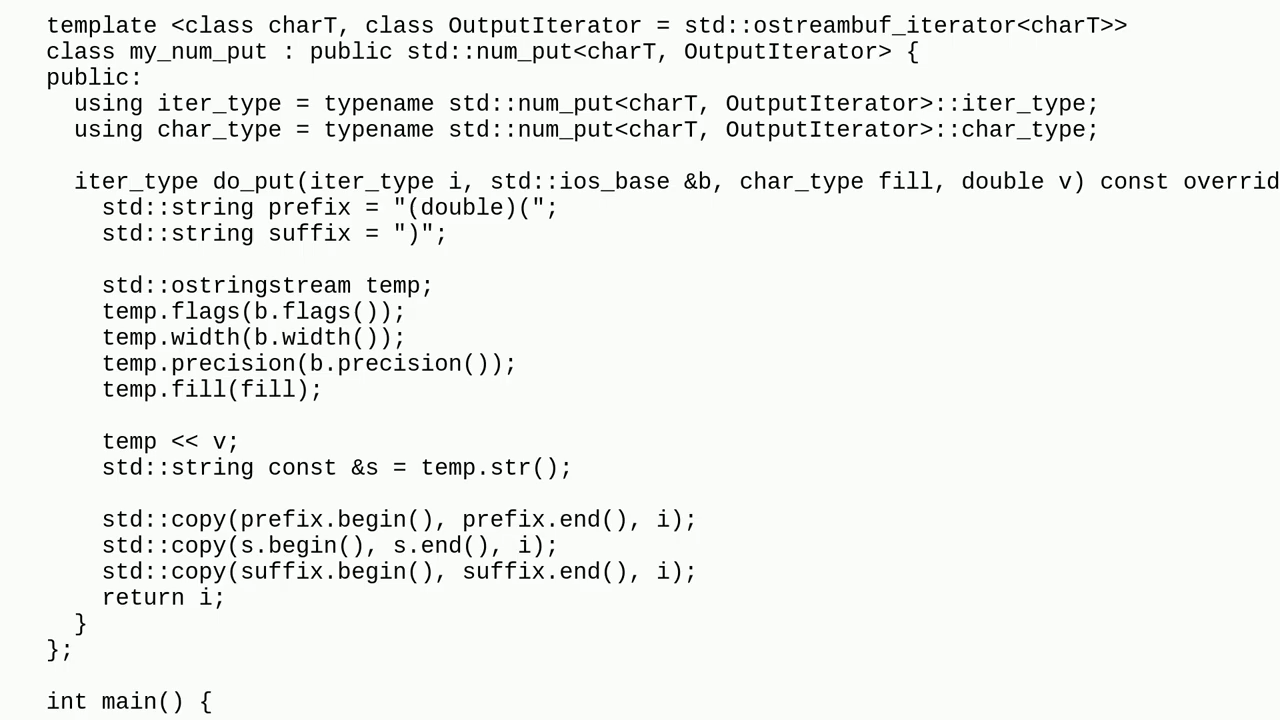 template <class charT, class OutputIterator = std::ostreambuf_iterator<charT>>
class my_num_put : public std::num_put<charT, OutputIterator> {
public:
  using iter_type = typename std::num_put<charT, OutputIterator>::iter_type;
  using char_type = typename std::num_put<charT, OutputIterator>::char_type;

  iter_type do_put(iter_type i, std::ios_base &b, char_type fill, double v) const overrid
    std::string prefix = "(double)(";
    std::string suffix = ")";

    std::ostringstream temp;
    temp.flags(b.flags());
    temp.width(b.width());
    temp.precision(b.precision());
    temp.fill(fill);

    temp << v;
    std::string const &s = temp.str();

    std::copy(prefix.begin(), prefix.end(), i);
    std::copy(s.begin(), s.end(), i);
    std::copy(suffix.begin(), suffix.end(), i);
    return i;
  }
};

int main() {